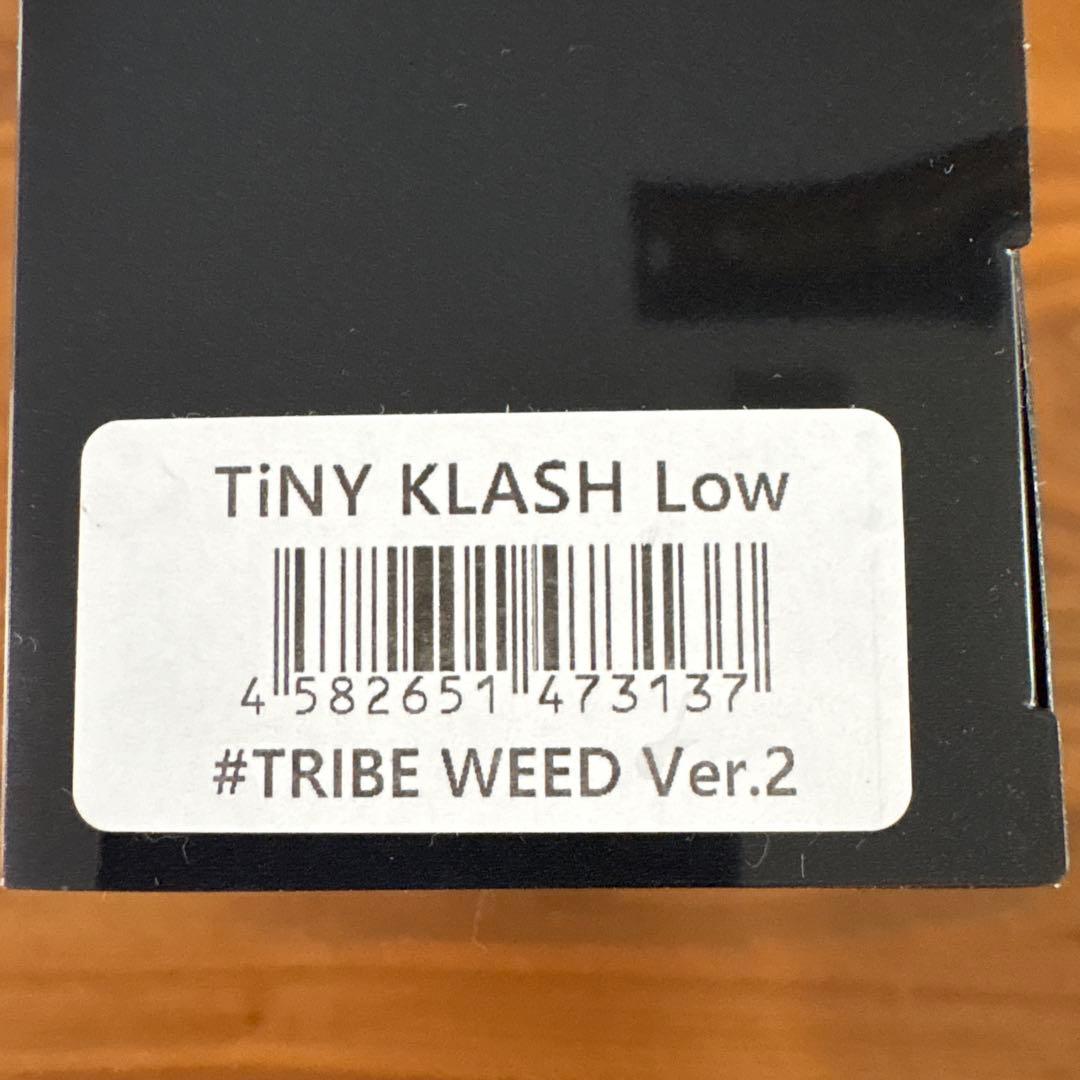 TiNY KLASH Low
4 582651 473137
#TRIBE WEED Ver.2